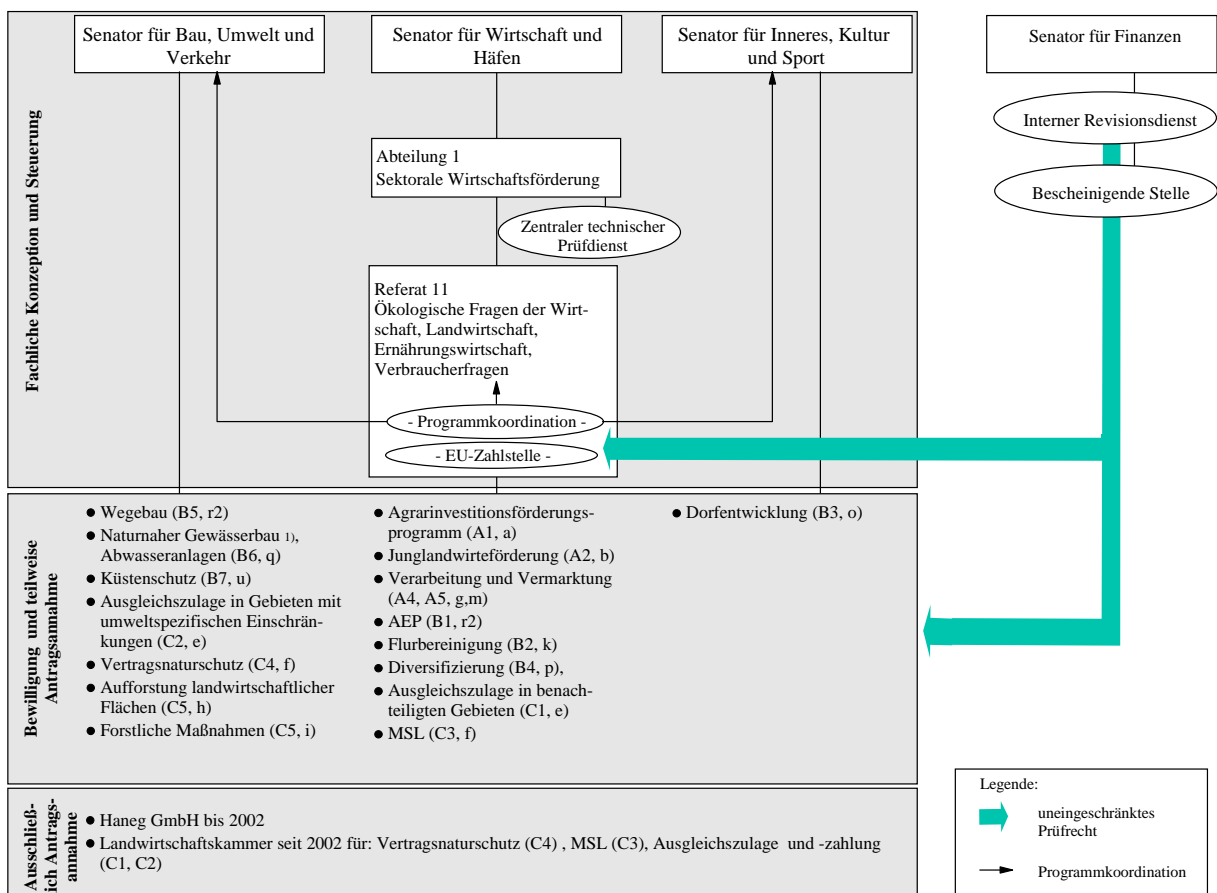 Senator für Bau, Umwelt und
Verkehr
Senator für Wirtschaft und
Häfen
Senator für Inneres, Kultur
und Sport
Senator für Finanzen
Interner Revisionsdienst
Bescheinigende Stelle
Fachliche Konzeption und Steuerung
Abteilung 1
Sektorale Wirtschaftsförderung
Zentraler technischer
Prüfdienst
Referat 11
Ökologische Fragen der Wirt-
schaft, Landwirtschaft,
Ernährungswirtschaft,
Verbraucherfragen
- Programmkoordination -
- EU-Zahlstelle -
Bewilligung und teilweise
Antragsannahme
● Wegebau (B5, r2)
● Naturnaher Gewässerbau 1),
Abwasseranlagen (B6, q)
● Küstenschutz (B7, u)
● Ausgleichszulage in Gebieten mit
umweltspezifischen Einschrän-
kungen (C2, e)
● Vertragsnaturschutz (C4, f)
● Aufforstung landwirtschaftlicher
Flächen (C5, h)
● Forstliche Maßnahmen (C5, i)
● Agrarinvestitionsförderungs-
programm (A1, a)
● Junglandwirteförderung (A2, b)
● Verarbeitung und Vermarktung
(A4, A5, g,m)
● AEP (B1, r2)
● Flurbereinigung (B2, k)
● Diversifizierung (B4, p),
● Ausgleichszulage in benach-
teiligten Gebieten (C1, e)
● MSL (C3, f)
● Dorfentwicklung (B3, o)
Ausschließ-
ich Antrags-
annahme
● Haneg GmbH bis 2002
● Landwirtschaftskammer seit 2002 für: Vertragsnaturschutz (C4) , MSL (C3), Ausgleichszulage und -zahlung
(C1, C2)
Legende:
uneingeschränktes
Prüfrecht
Programmkoordination